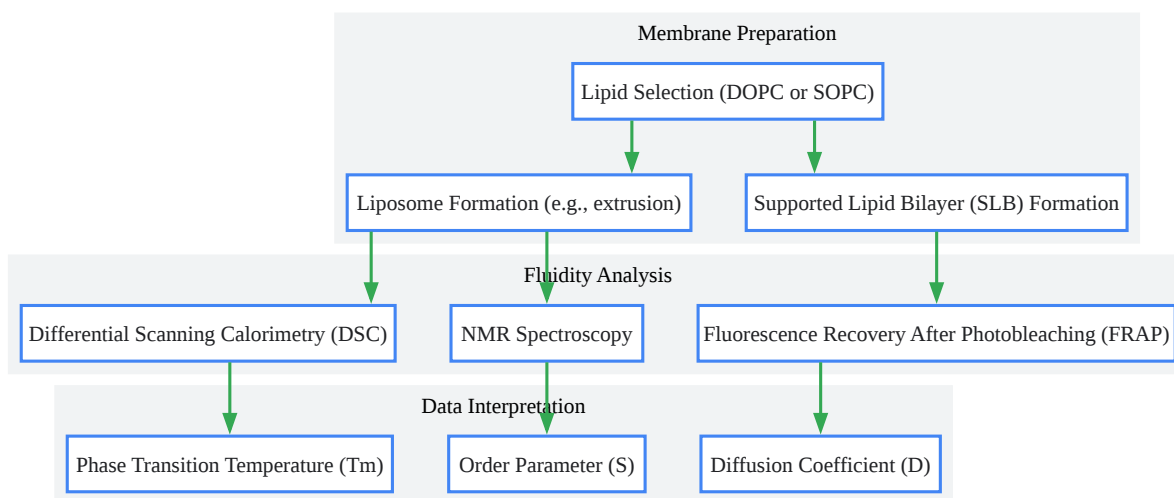 Membrane Preparation
Lipid Selection (DOPC or SOPC)
Liposome Formation (e.g., extrusion)
Supported Lipid Bilayer (SLB) Formation
Fluidity Analysis
Differential Scanning Calorimetry (DSC)
NMR Spectroscopy
Fluorescence Recovery After Photobleaching (FRAP)
Data Interpretation
Phase Transition Temperature (Tm)
Order Parameter (S)
Diffusion Coefficient (D)